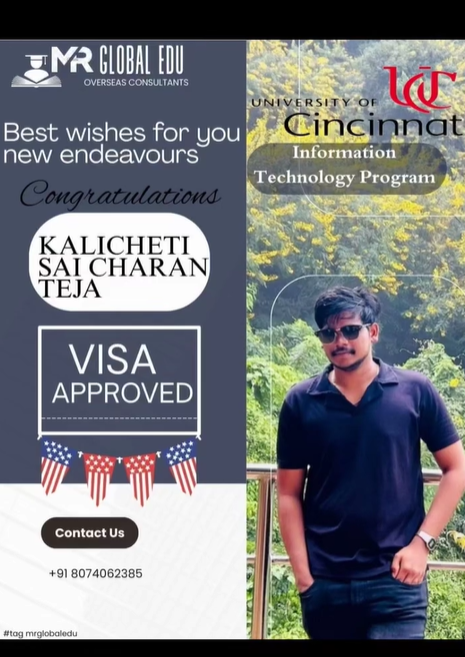 MR GLOBAL EDU
OVERSEAS CONSULTANTS
Best wishes for you
new endeavours
Congratulations
KALICHETI
SAI CHARAN
TEJA
VISA
APPROVED
Contact Us
+91 8074062385
#tag mrglobaledu
UC
UNIVERSITY OF
Cincinnat
Information
Technology Program